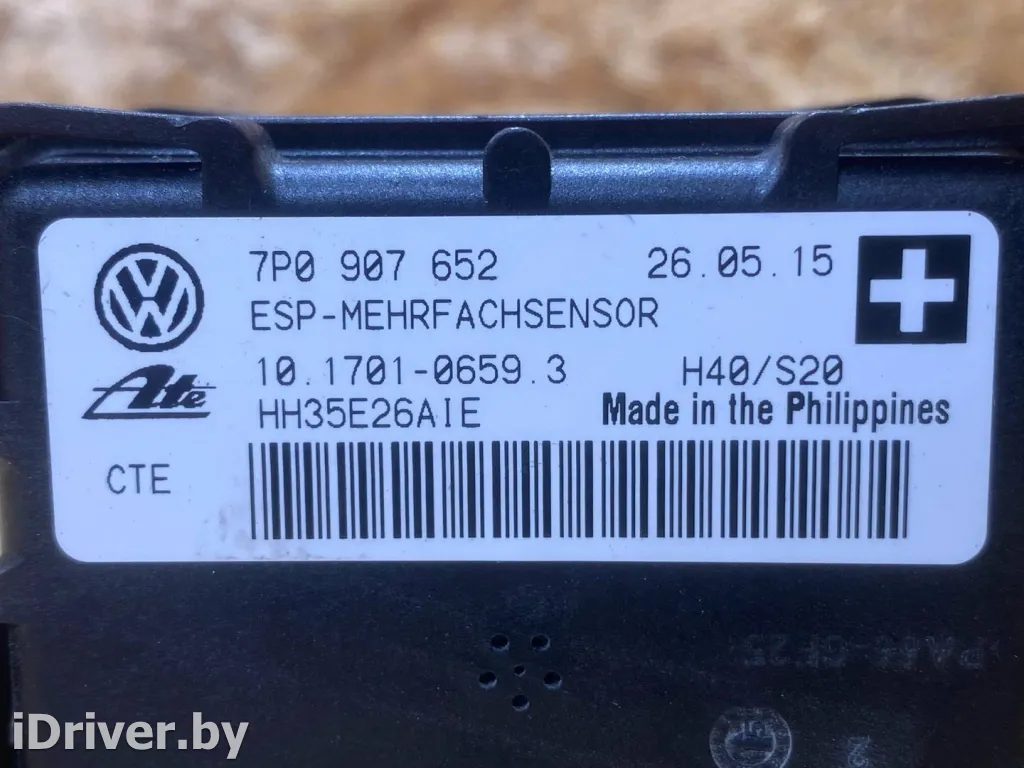 7P0 907 652 26.05.15
ESP-MEHRFACHSENSOR
Ate 10.1701-0659.3 H40/S20
HH35E26AIE Made in the Philippines
CTE
iDriver.by